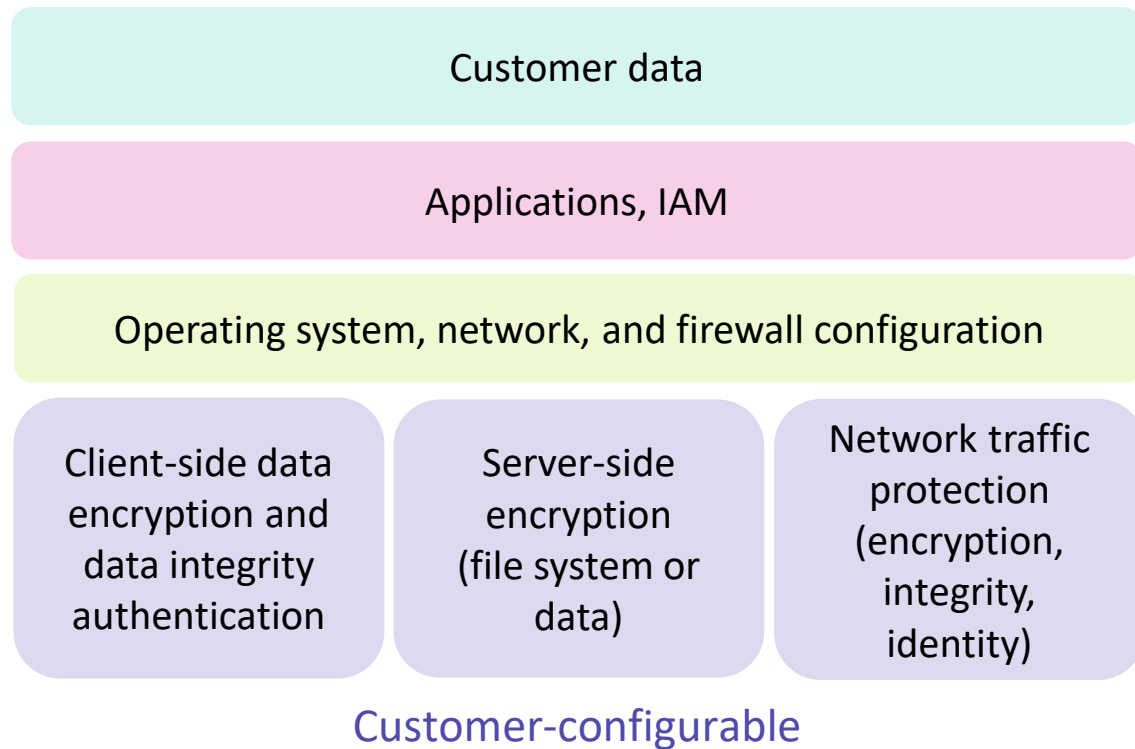 Customer data
Applications, IAM
Operating system, network, and firewall configuration
Client-side data
encryption and
data integrity
authentication
Server-side
encryption
(file system or
data)
Network traffic
protection
(encryption,
integrity,
identity)
Customer-configurable